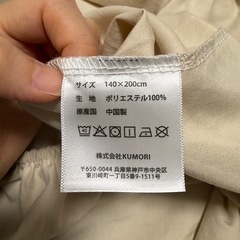 サイズ 140×200cm
生 地 ポリエステル100%
原産国 中国製
株式会社KUMORI
〒650-0044 兵庫県神戸市中央区
東川崎町一丁目5番9-1511号